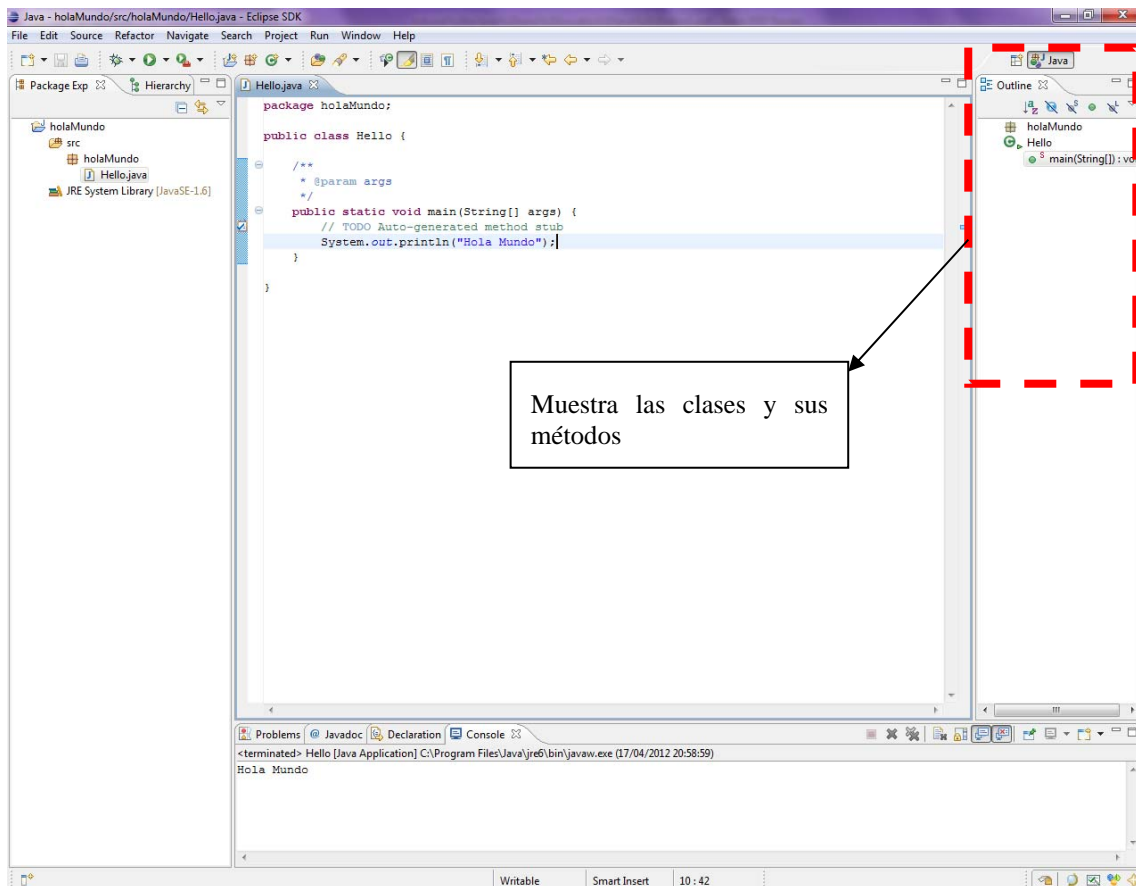 Java - holaMundo/src/holaMundo/Hello.java - Eclipse SDK
File Edit Source Refactor Navigate Search Project Run Window Help
Java
Package Exp Hierarchy
holaMundo
src
holaMundo
Hello.java
JRE System Library [JavaSE-1.6]
Hello.java
package holaMundo;
public class Hello {
/**
* @param args
*/
public static void main(String[] args) {
// TODO Auto-generated method stub
System.out.println("Hola Mundo");
}
}
Outline
holaMundo
Hello
main(String[]) : vo
Muestra las clases y sus
métodos
Problems @ Javadoc Declaration Console
<terminated> Hello [Java Application] C:\Program Files\Java\jre6\bin\javaw.exe (17/04/2012 20:58:59)
Hola Mundo
Writable Smart Insert 10 : 42